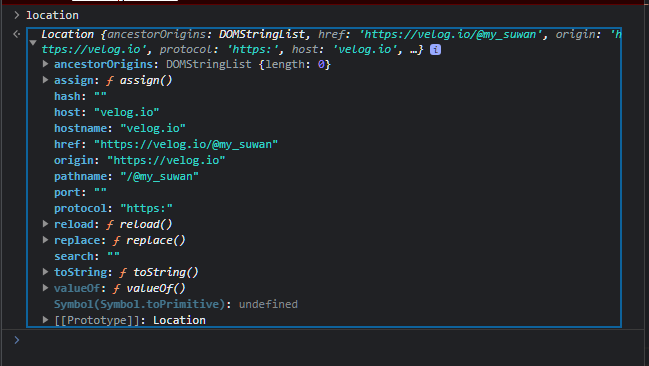 > location
Location {ancestorOrigins: DOMStringList, href: 'https://velog.io/@my_suwan', origin: 'h
ttps://velog.io', protocol: 'https:', host: 'velog.io', …} i
ancestorOrigins: DOMStringList {length: 0}
assign: ƒ assign()
hash: ""
host: "velog.io"
hostname: "velog.io"
href: "https://velog.io/@my_suwan"
origin: "https://velog.io"
pathname: "/@my_suwan"
port: ""
protocol: "https:"
reload: ƒ reload()
replace: ƒ replace()
search: ""
toString: ƒ toString()
valueOf: ƒ valueOf()
Symbol(Symbol.toPrimitive): undefined
[[Prototype]]: Location
>